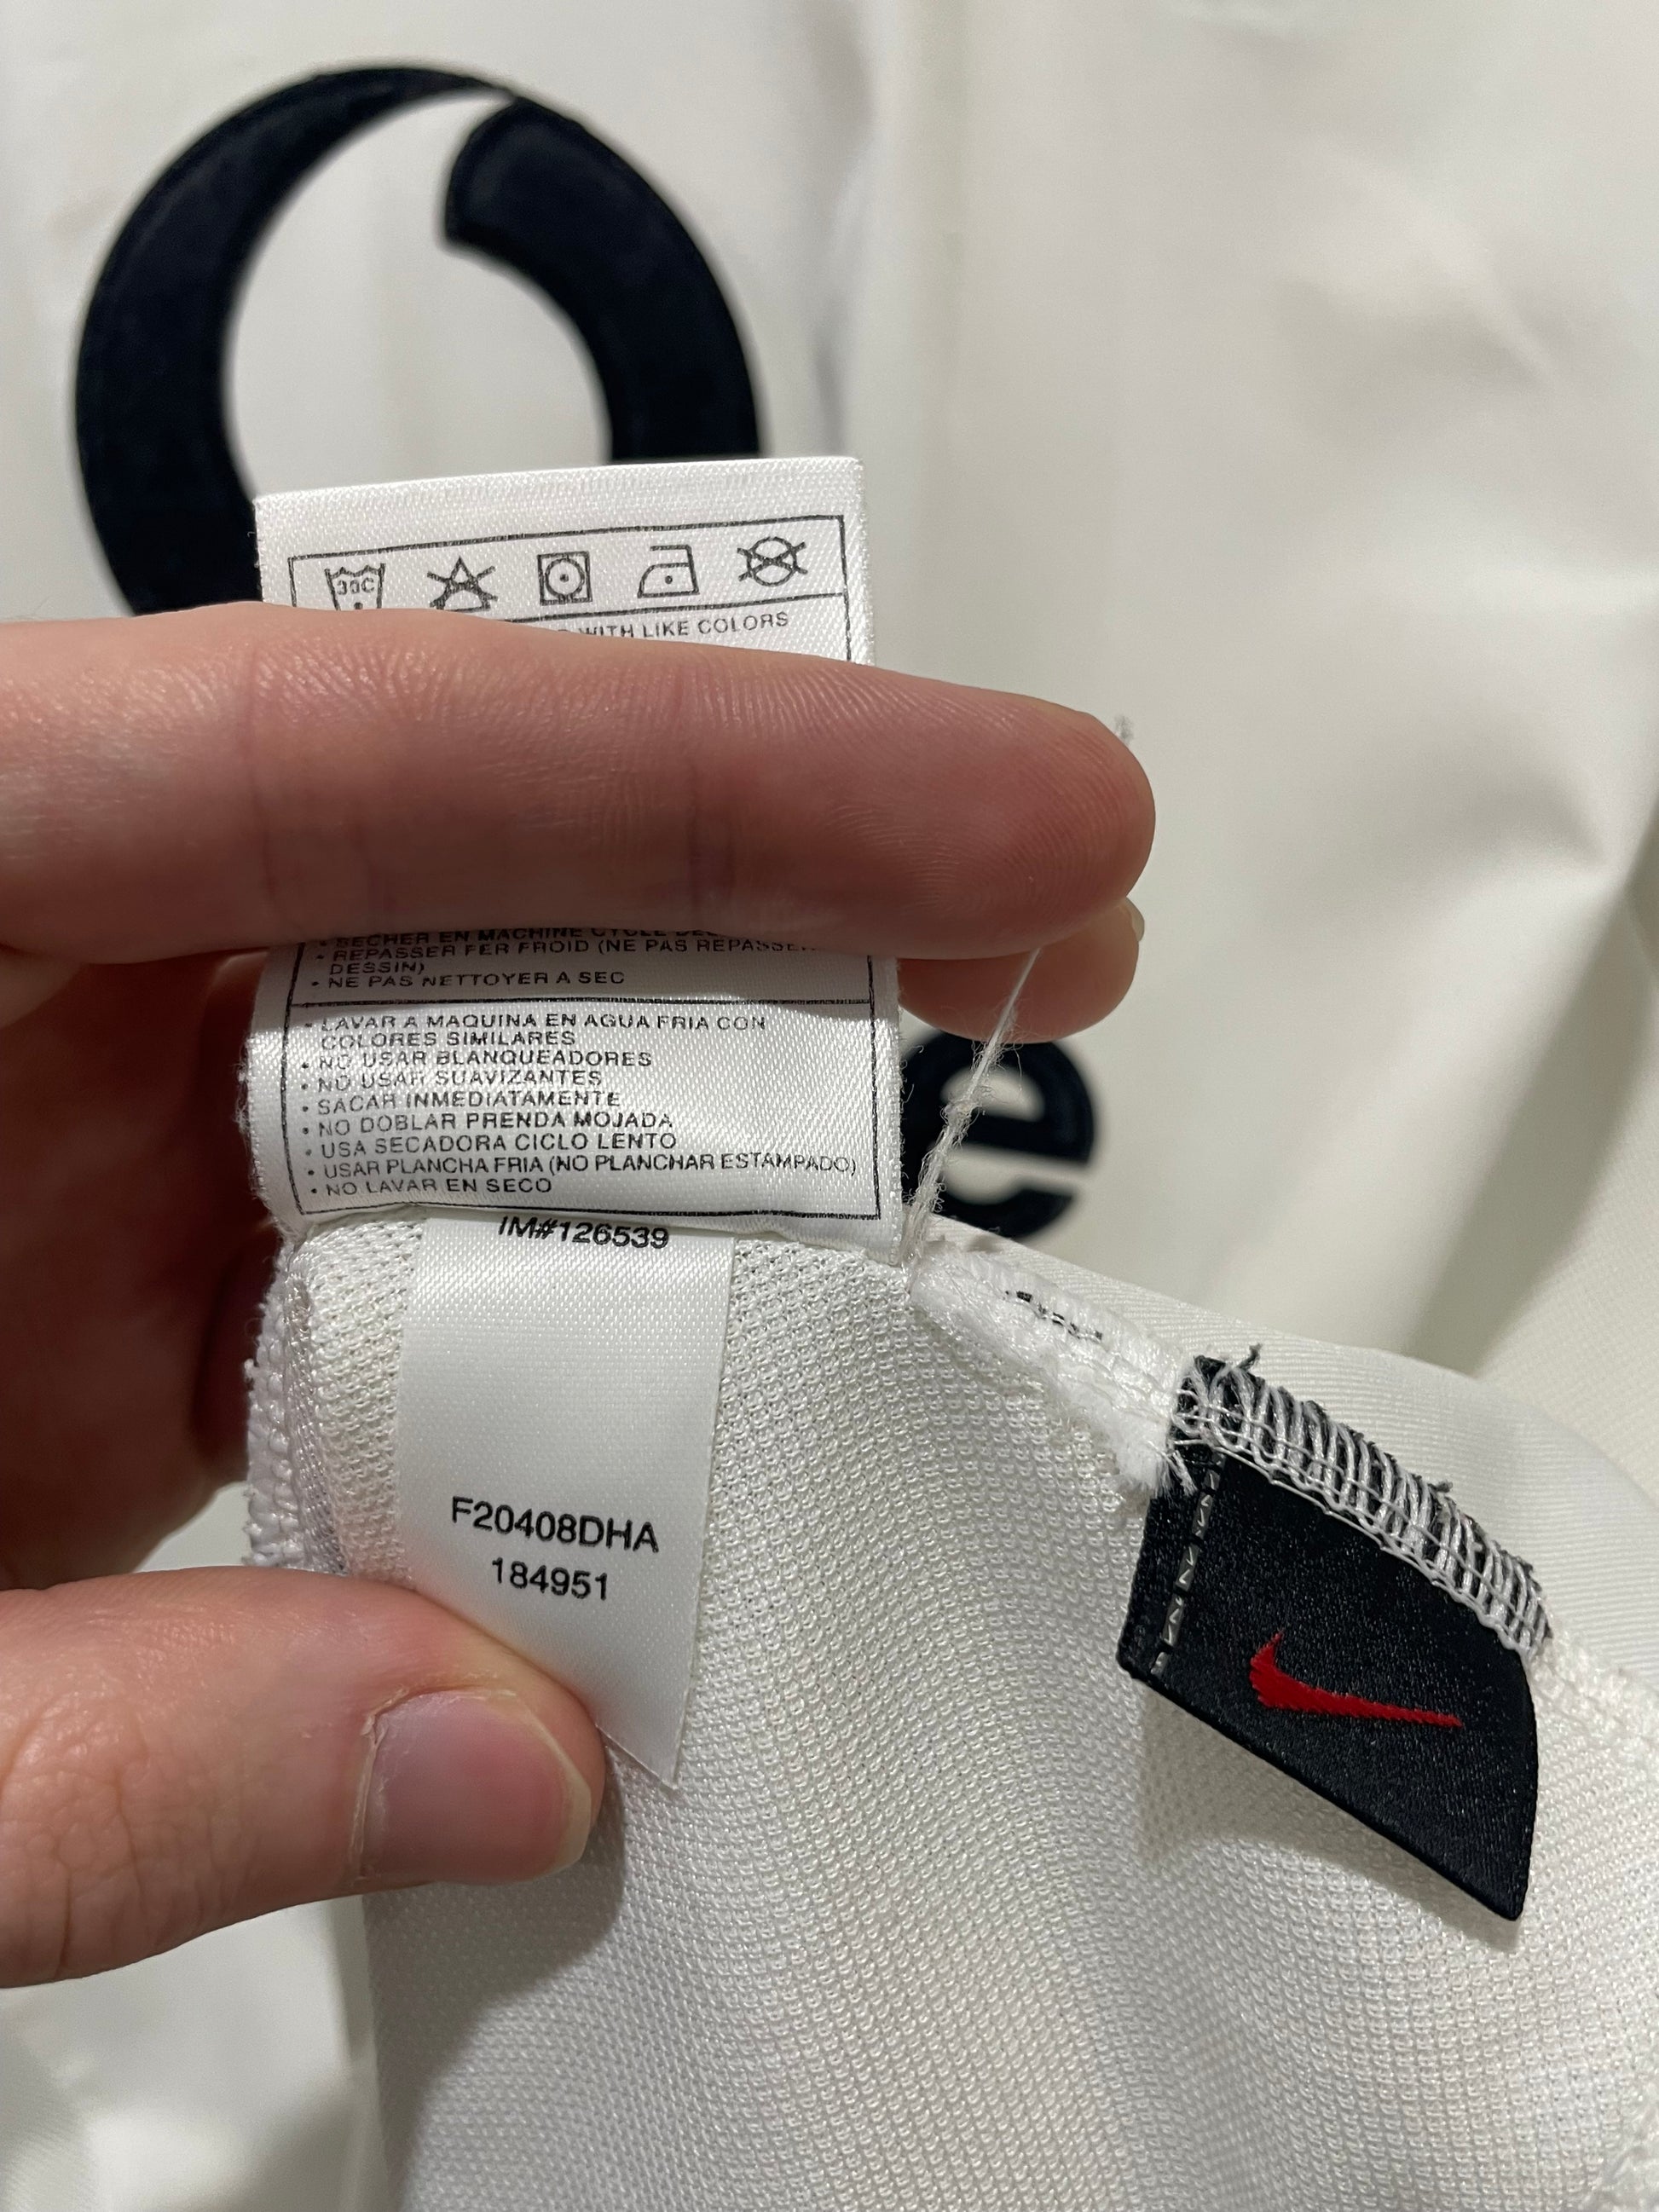 30C
WITH LIKE COLORS
• SECHER EN MACHINE CYCLE
• REPASSER FER FROID (NE PAS REPASSER
DESSIN)
• NE PAS NETTOYER A SEC
• LAVAR A MAQUINA EN AGUA FRIA CON
COLORES SIMILARES
• NO USAR BLANQUEADORES
• NO USAR SUAVIZANTES
• SACAR INMEDIATAMENTE
• NO DOBLAR PRENDA MOJADA
• USA SECADORA CICLO LENTO
• USAR PLANCHA FRIA (NO PLANCHAR ESTAMPADO)
• NO LAVAR EN SECO
e
IM#126539
F20408DHA
184951